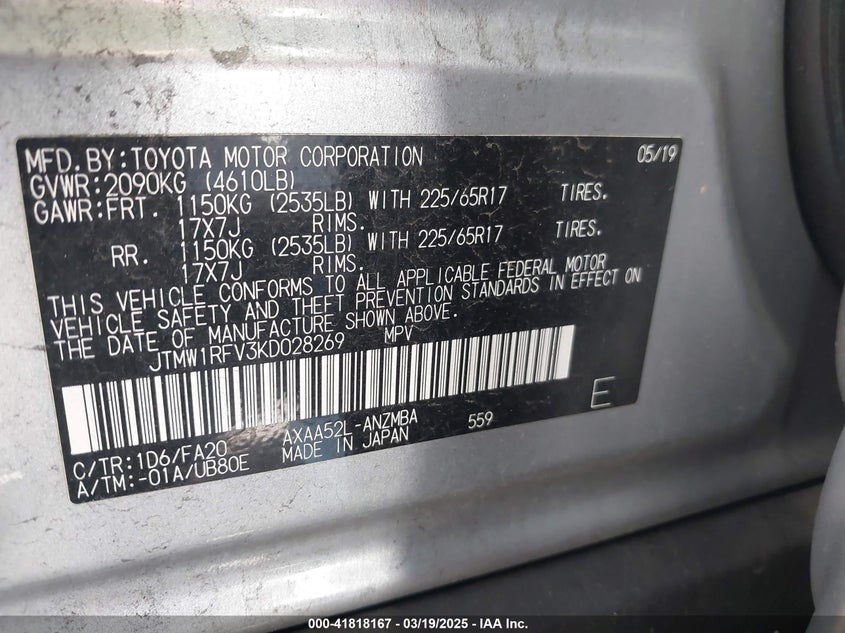 MFD.BY:TOYOTA MOTOR CORPORATION 05/19
GVWR:2090KG (4610LB)
GAWR:FRT. 1150KG (2535LB) WITH 225/65R17 TIRES.
17X7J RIMS.
RR. 1150KG (2535LB) WITH 225/65R17 TIRES.
17X7J RIMS.
THIS VEHICLE CONFORMS TO ALL APPLICABLE FEDERAL MOTOR
VEHICLE SAFETY AND THEFT PREVENTION STANDARDS IN EFFECT ON
THE DATE OF MANUFACTURE SHOWN ABOVE.
JTMW1RFV3KD028269 MPV
E
C/TR:1D6/FA20 AXAA52L-ANZMBA 559
A/TM:-01A/UB80E MADE IN JAPAN
000-41818167 - 03/19/2025 - IAA Inc.